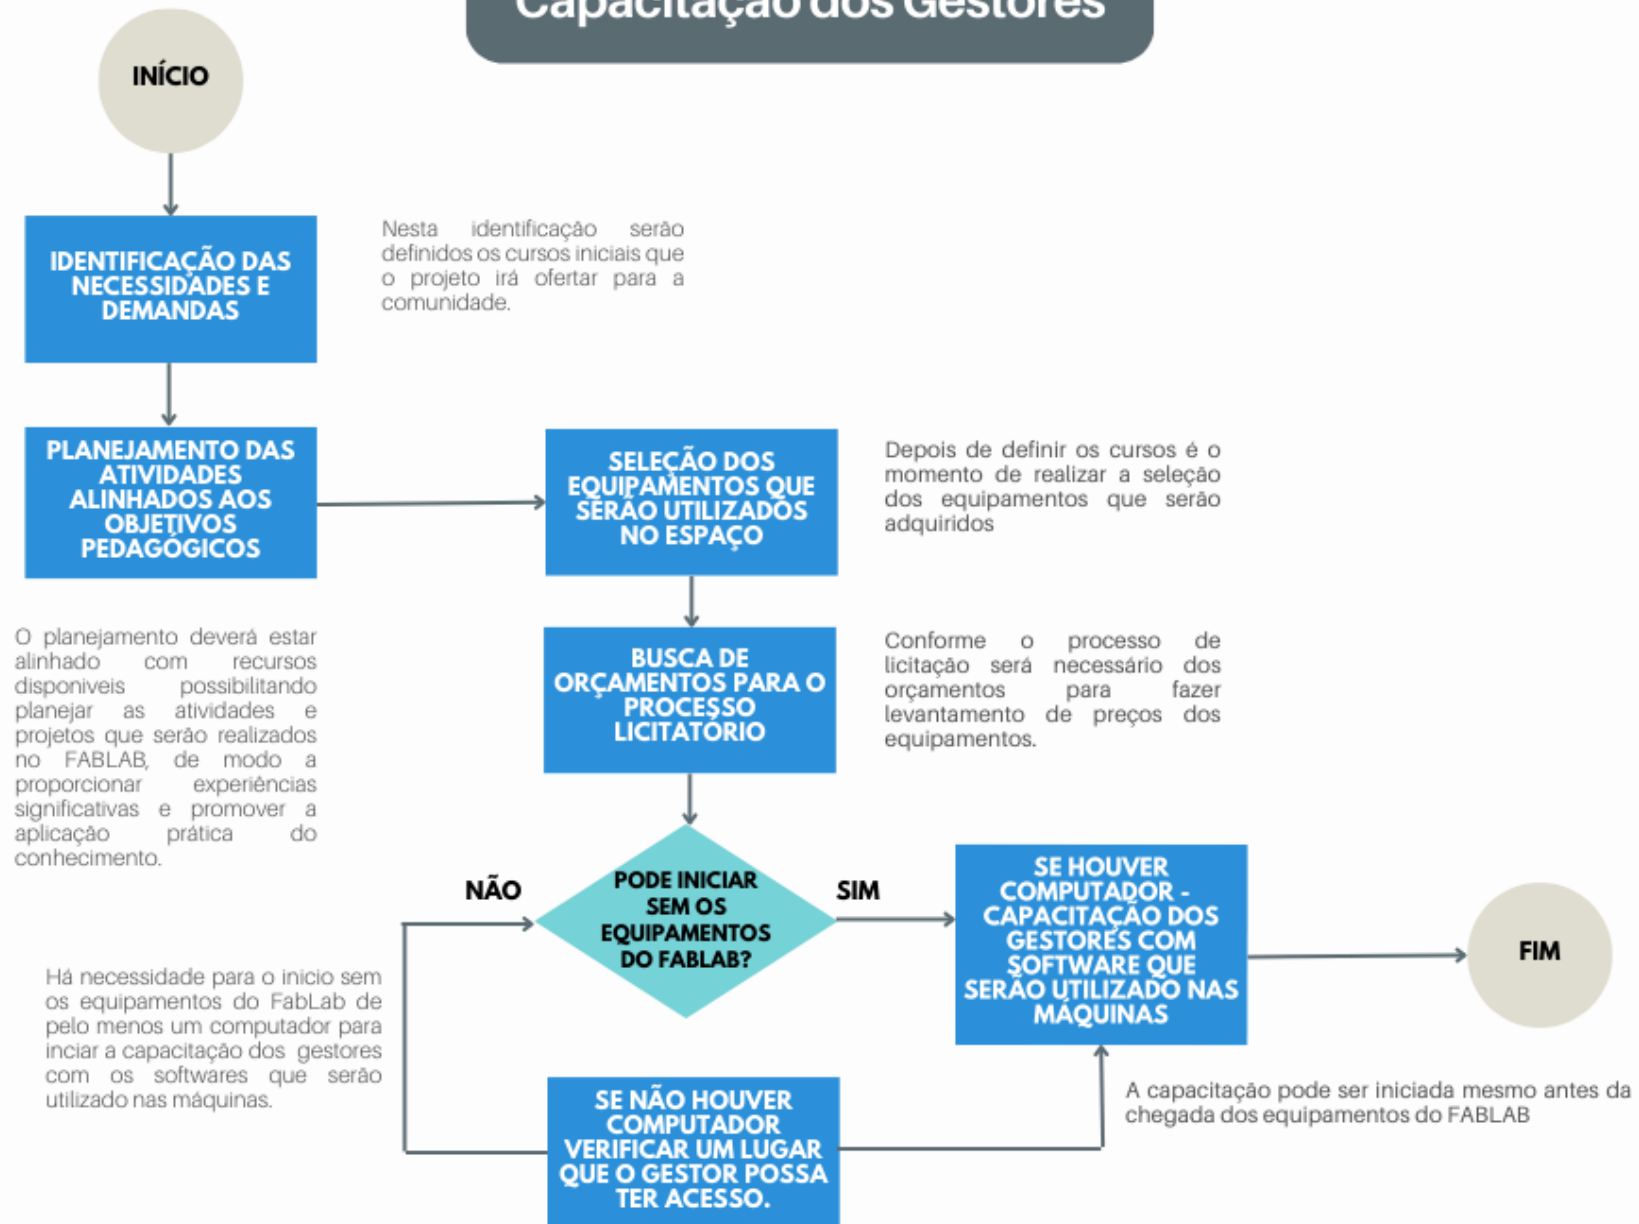 Capacitação dos Gestores
INÍCIO
IDENTIFICAÇÃO DAS
NECESSIDADES E
DEMANDAS
Nesta identificação serão
definidos os cursos iniciais que
o projeto irá ofertar para a
comunidade.
PLANEJAMENTO DAS
ATIVIDADES
ALINHADOS AOS
OBJETIVOS
PEDAGÓGICOS
O planejamento deverá estar
alinhado com recursos
disponiveis possibilitando
planejar as atividades e
projetos que serão realizados
no FABLAB, de modo a
proporcionar experiências
significativas e promover a
aplicação prática do
conhecimento.
SELEÇÃO DOS
EQUIPAMENTOS QUE
SERÃO UTILIZADOS
NO ESPAÇO
Depois de definir os cursos é o
momento de realizar a seleção
dos equipamentos que serão
adquiridos
BUSCA DE
ORÇAMENTOS PARA O
PROCESSO
LICITATÓRIO
Conforme o processo de
licitação será necessário dos
orçamentos para fazer
levantamento de preços dos
equipamentos.
NÃO
PODE INICIAR
SEM OS
EQUIPAMENTOS
DO FABLAB?
SIM
SE HOUVER
COMPUTADOR -
CAPACITAÇÃO DOS
GESTORES COM
SOFTWARE QUE
SERÃO UTILIZADO NAS
MÁQUINAS
FIM
Há necessidade para o inicio sem
os equipamentos do FabLab de
pelo menos um computador para
inciar a capacitação dos gestores
com os softwares que serão
utilizado nas máquinas.
SE NÃO HOUVER
COMPUTADOR
VERIFICAR UM LUGAR
QUE O GESTOR POSSA
TER ACESSO.
A capacitação pode ser iniciada mesmo antes da
chegada dos equipamentos do FABLAB